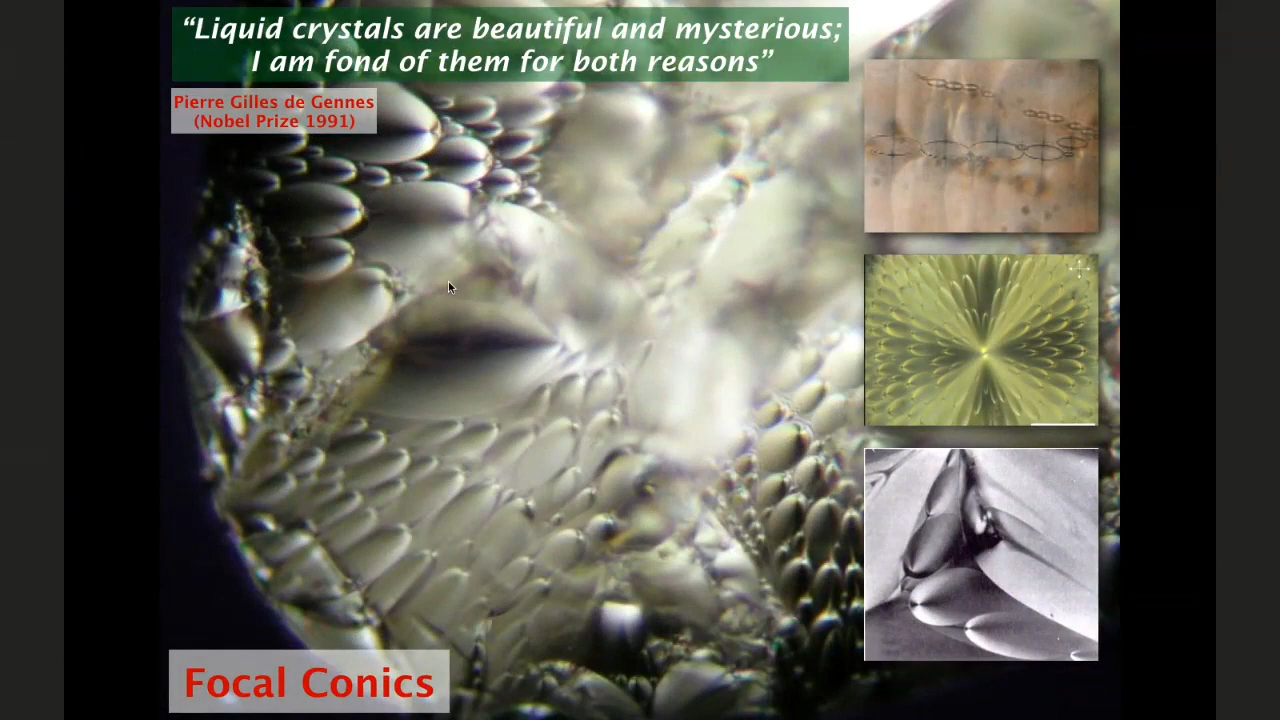 “Liquid crystals are beautiful and mysterious;
I am fond of them for both reasons”
Pierre Gilles de Gennes
(Nobel Prize 1991)
Focal Conics